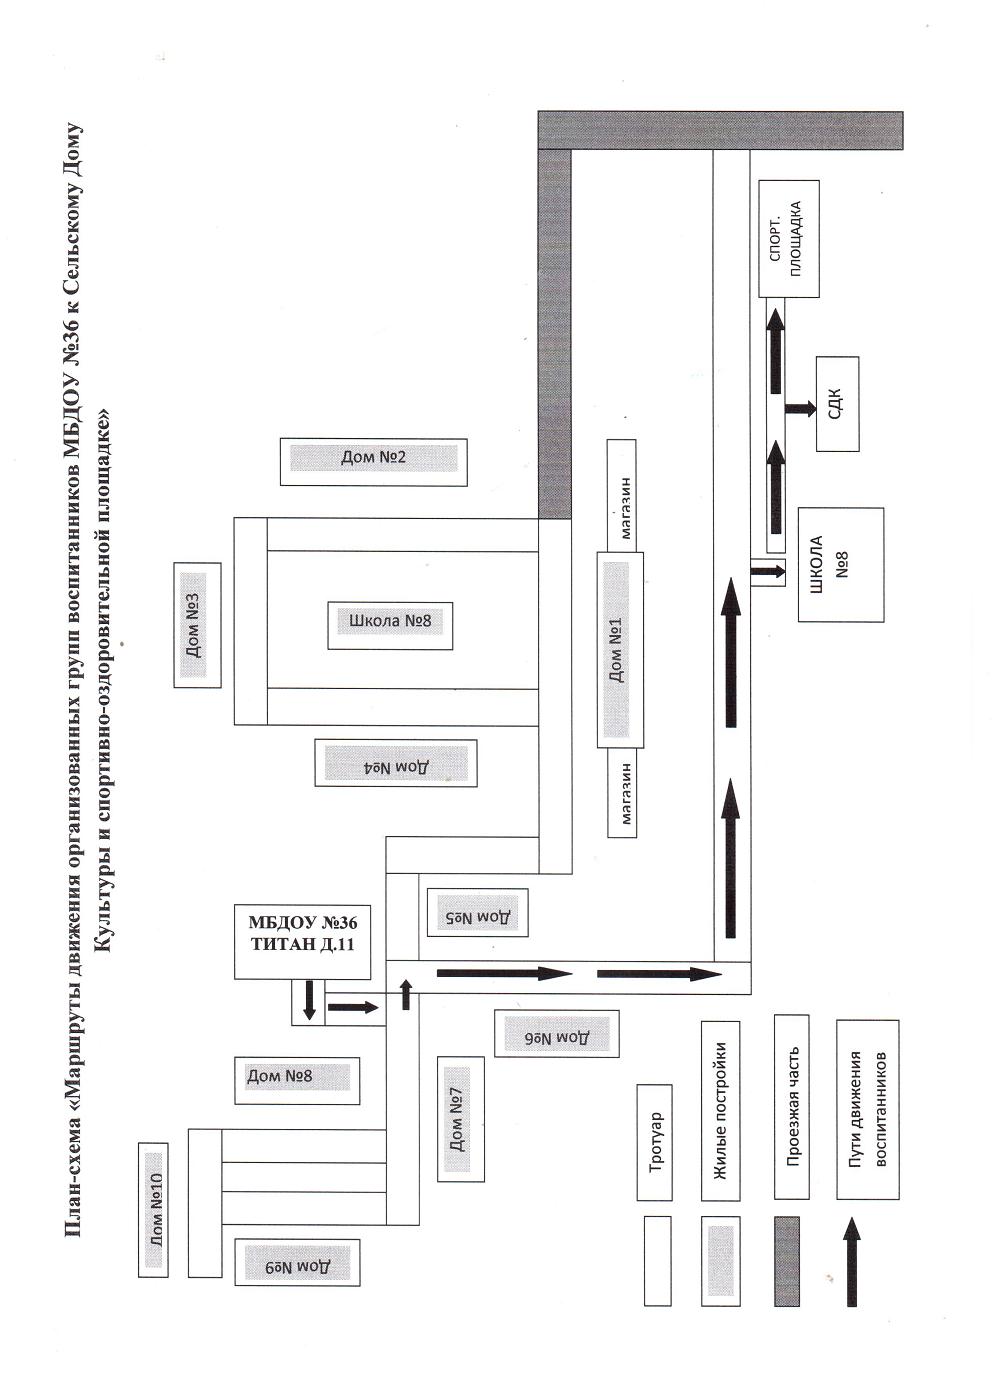 План-схема «Маршруты движения организованных групп воспитанников МБДОУ №36 к Сельскому Дому
Культуры и спортивно-оздоровительной площадке»
Дом №10
Дом №9
Дом №8
Дом №7
МБДОУ №36
ТИТАН Д.11
Дом №6
Дом №5
Дом №4
Дом №3
Школа №8
Дом №2
магазин
Дом №1
магазин
ШКОЛА
№8
СДК
СПОРТ.
ПЛОЩАДКА
Тротуар
Жилые постройки
Проезжая часть
Пути движения
воспитанников